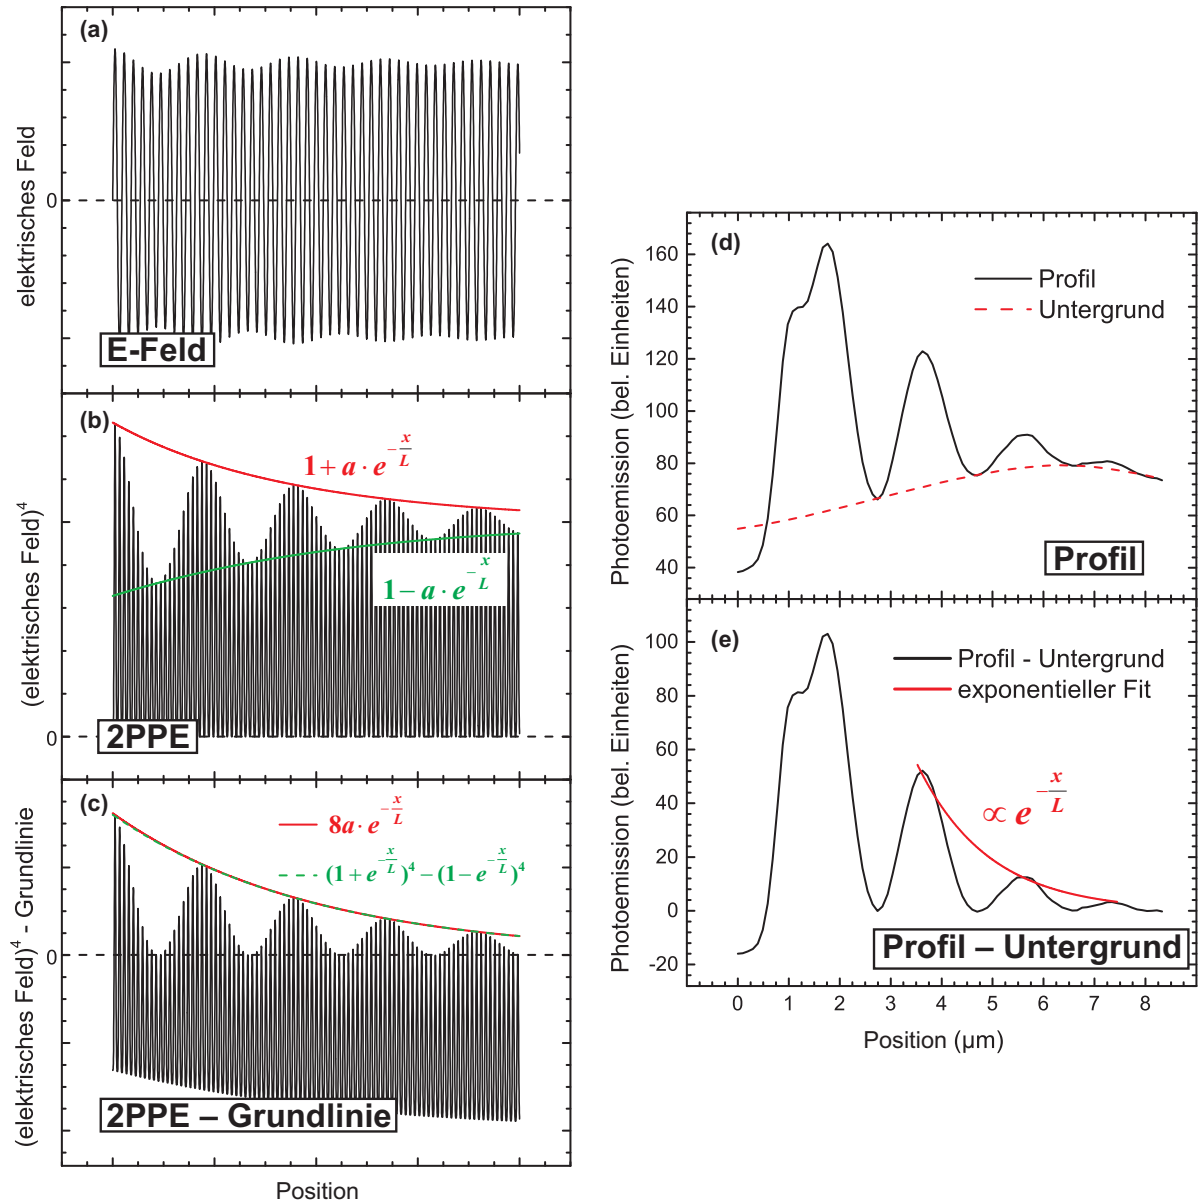 (a)
elektrisches Feld
0
E-Feld
(b)
1 + a · e^{-x/L}
1 − a · e^{-x/L}
(elektrisches Feld)^4
0
2PPE
(c)
8a · e^{-x/L}
(1 + e^{-x/L})^4 − (1 − e^{-x/L})^4
(elektrisches Feld)^4 - Grundlinie
0
2PPE – Grundlinie
Position
(d)
Profil
Untergrund
Photoemission (bel. Einheiten)
160
140
120
100
80
60
40
Profil
(e)
Profil - Untergrund
exponentieller Fit
∝ e^{-x/L}
Photoemission (bel. Einheiten)
100
80
60
40
20
0
-20
Profil – Untergrund
0 1 2 3 4 5 6 7 8
Position (µm)